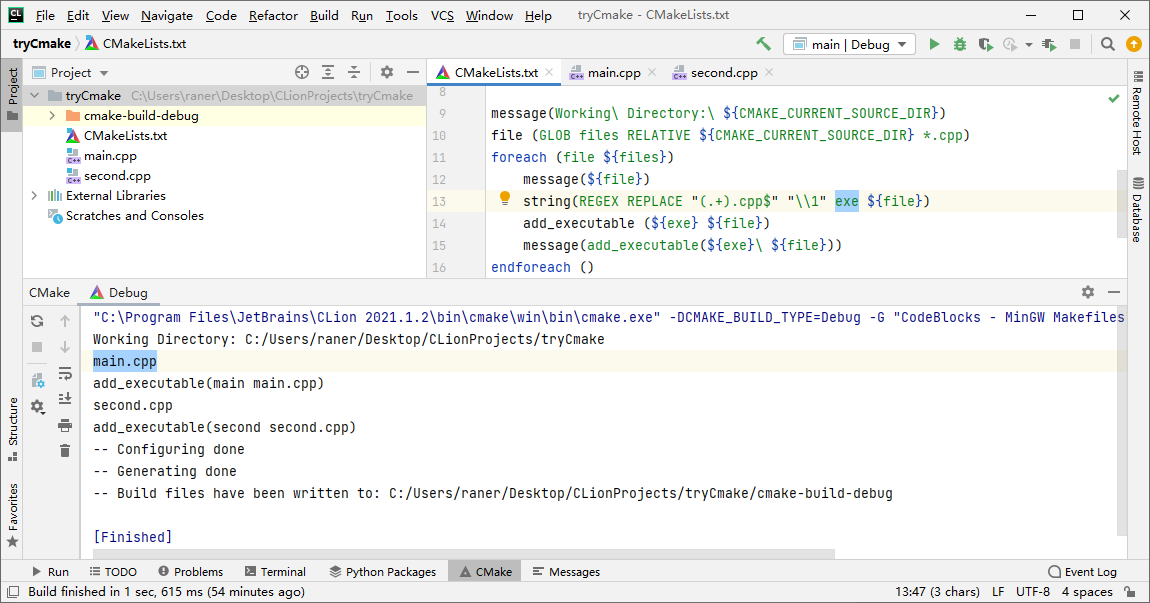 File Edit View Navigate Code Refactor Build Run Tools VCS Window Help tryCmake - CMakeLists.txt
tryCmake CMakeLists.txt main | Debug
Project
Project
CMakeLists.txt main.cpp second.cpp
tryCmake C:\Users\raner\Desktop\CLionProjects\tryCmake
cmake-build-debug
CMakeLists.txt
main.cpp
second.cpp
External Libraries
Scratches and Consoles
8
9 message(Working\ Directory:\ ${CMAKE_CURRENT_SOURCE_DIR})
10 file (GLOB files RELATIVE ${CMAKE_CURRENT_SOURCE_DIR} *.cpp)
11 foreach (file ${files})
12 message(${file})
13 string(REGEX REPLACE "(.+).cpp$" "\\1" exe ${file})
14 add_executable (${exe} ${file})
15 message(add_executable(${exe}\ ${file}))
16 endforeach ()
Remote Host
Database
CMake Debug
"C:\Program Files\JetBrains\CLion 2021.1.2\bin\cmake\win\bin\cmake.exe" -DCMAKE_BUILD_TYPE=Debug -G "CodeBlocks - MinGW Makefiles
Working Directory: C:/Users/raner/Desktop/CLionProjects/tryCmake
main.cpp
add_executable(main main.cpp)
second.cpp
add_executable(second second.cpp)
-- Configuring done
-- Generating done
-- Build files have been written to: C:/Users/raner/Desktop/CLionProjects/tryCmake/cmake-build-debug
[Finished]
Structure
Favorites
Run TODO Problems Terminal Python Packages CMake Messages Event Log
Build finished in 1 sec, 615 ms (54 minutes ago) 13:47 (3 chars) LF UTF-8 4 spaces